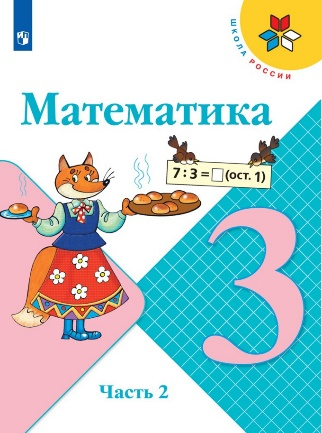 ШКОЛА РОССИИ
Математика
7 : 3 = □ (ост. 1)
3
Часть 2